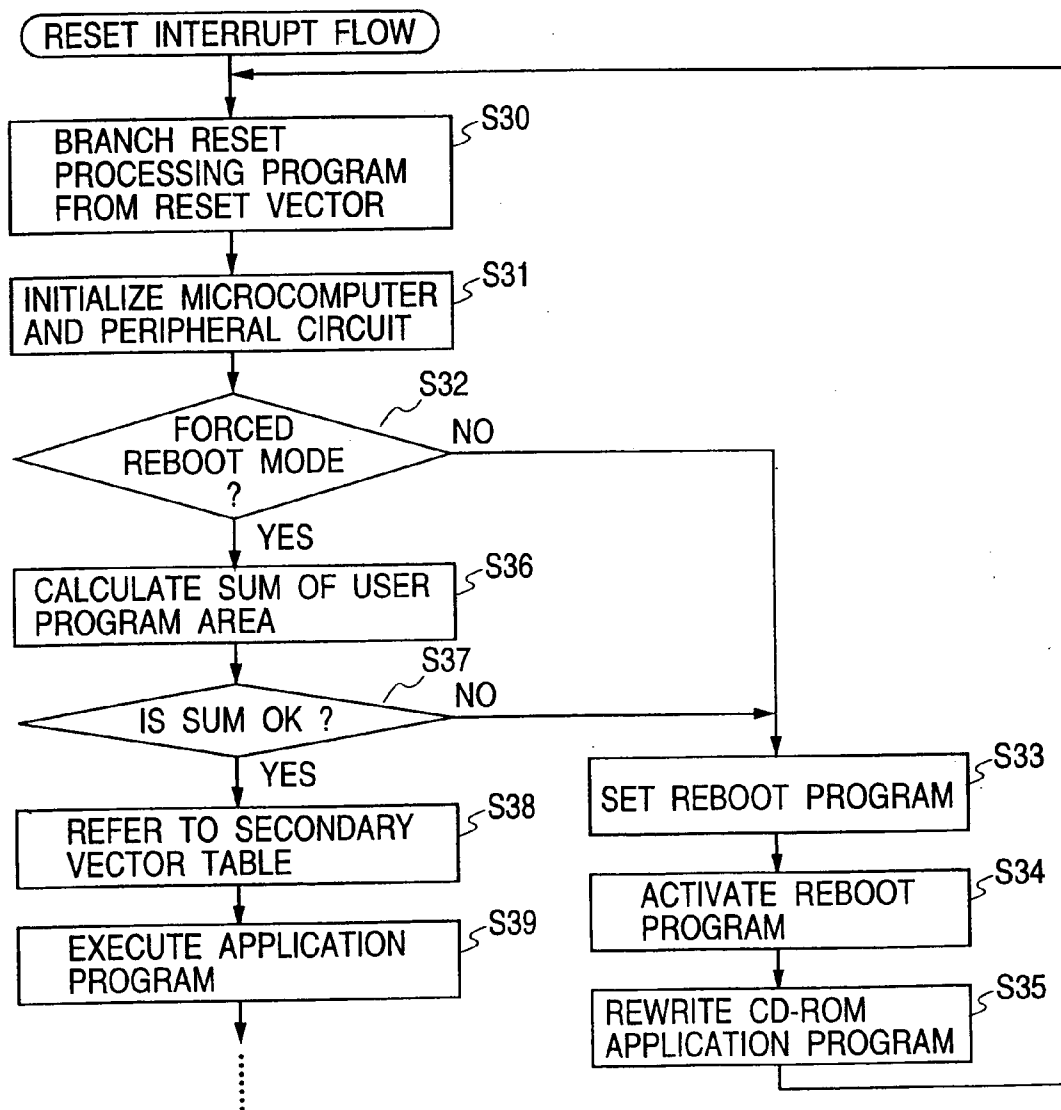 RESET INTERRUPT FLOW
S30
BRANCH RESET
PROCESSING PROGRAM
FROM RESET VECTOR
S31
INITIALIZE MICROCOMPUTER
AND PERIPHERAL CIRCUIT
S32
FORCED
REBOOT MODE
?
NO
YES
S36
CALCULATE SUM OF USER
PROGRAM AREA
S37
IS SUM OK ?
NO
YES
S38
REFER TO SECONDARY
VECTOR TABLE
S39
EXECUTE APPLICATION
PROGRAM
S33
SET REBOOT PROGRAM
S34
ACTIVATE REBOOT
PROGRAM
S35
REWRITE CD-ROM
APPLICATION PROGRAM